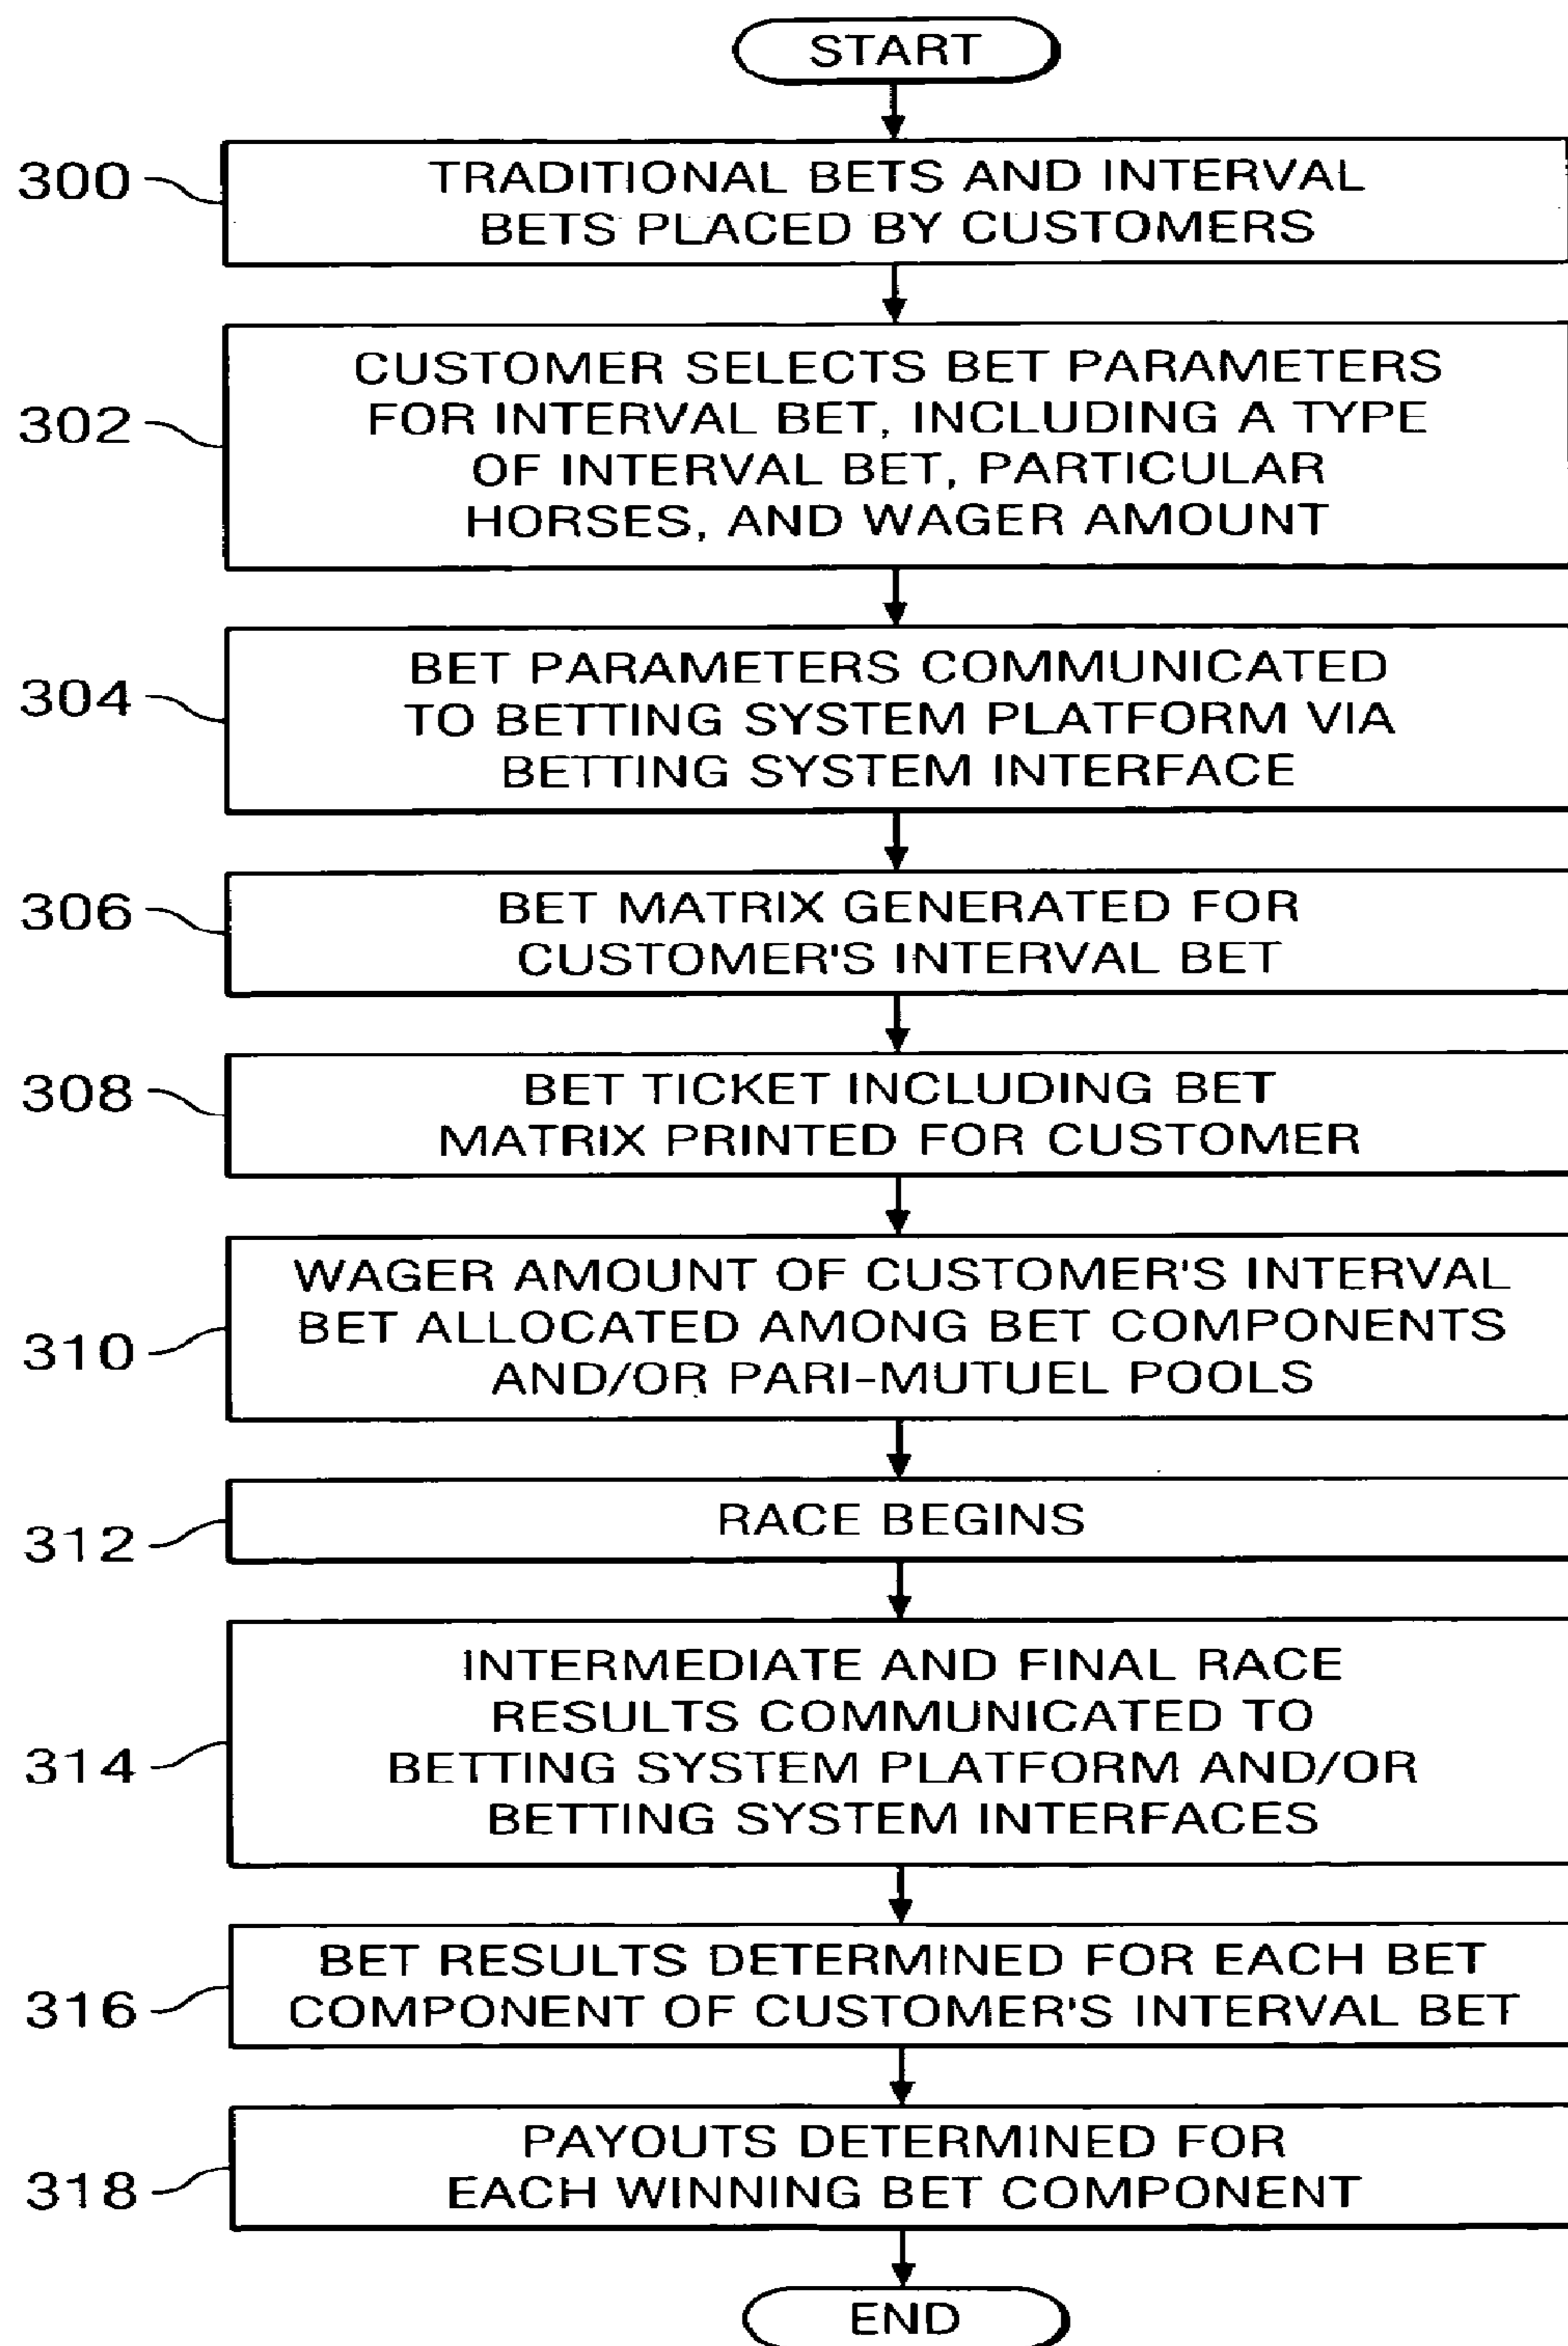 START
300
TRADITIONAL BETS AND INTERVAL
BETS PLACED BY CUSTOMERS
302
CUSTOMER SELECTS BET PARAMETERS
FOR INTERVAL BET, INCLUDING A TYPE
OF INTERVAL BET, PARTICULAR
HORSES, AND WAGER AMOUNT
304
BET PARAMETERS COMMUNICATED
TO BETTING SYSTEM PLATFORM VIA
BETTING SYSTEM INTERFACE
306
BET MATRIX GENERATED FOR
CUSTOMER'S INTERVAL BET
308
BET TICKET INCLUDING BET
MATRIX PRINTED FOR CUSTOMER
310
WAGER AMOUNT OF CUSTOMER'S INTERVAL
BET ALLOCATED AMONG BET COMPONENTS
AND/OR PARI-MUTUEL POOLS
312
RACE BEGINS
314
INTERMEDIATE AND FINAL RACE
RESULTS COMMUNICATED TO
BETTING SYSTEM PLATFORM AND/OR
BETTING SYSTEM INTERFACES
316
BET RESULTS DETERMINED FOR EACH BET
COMPONENT OF CUSTOMER'S INTERVAL BET
318
PAYOUTS DETERMINED FOR
EACH WINNING BET COMPONENT
END